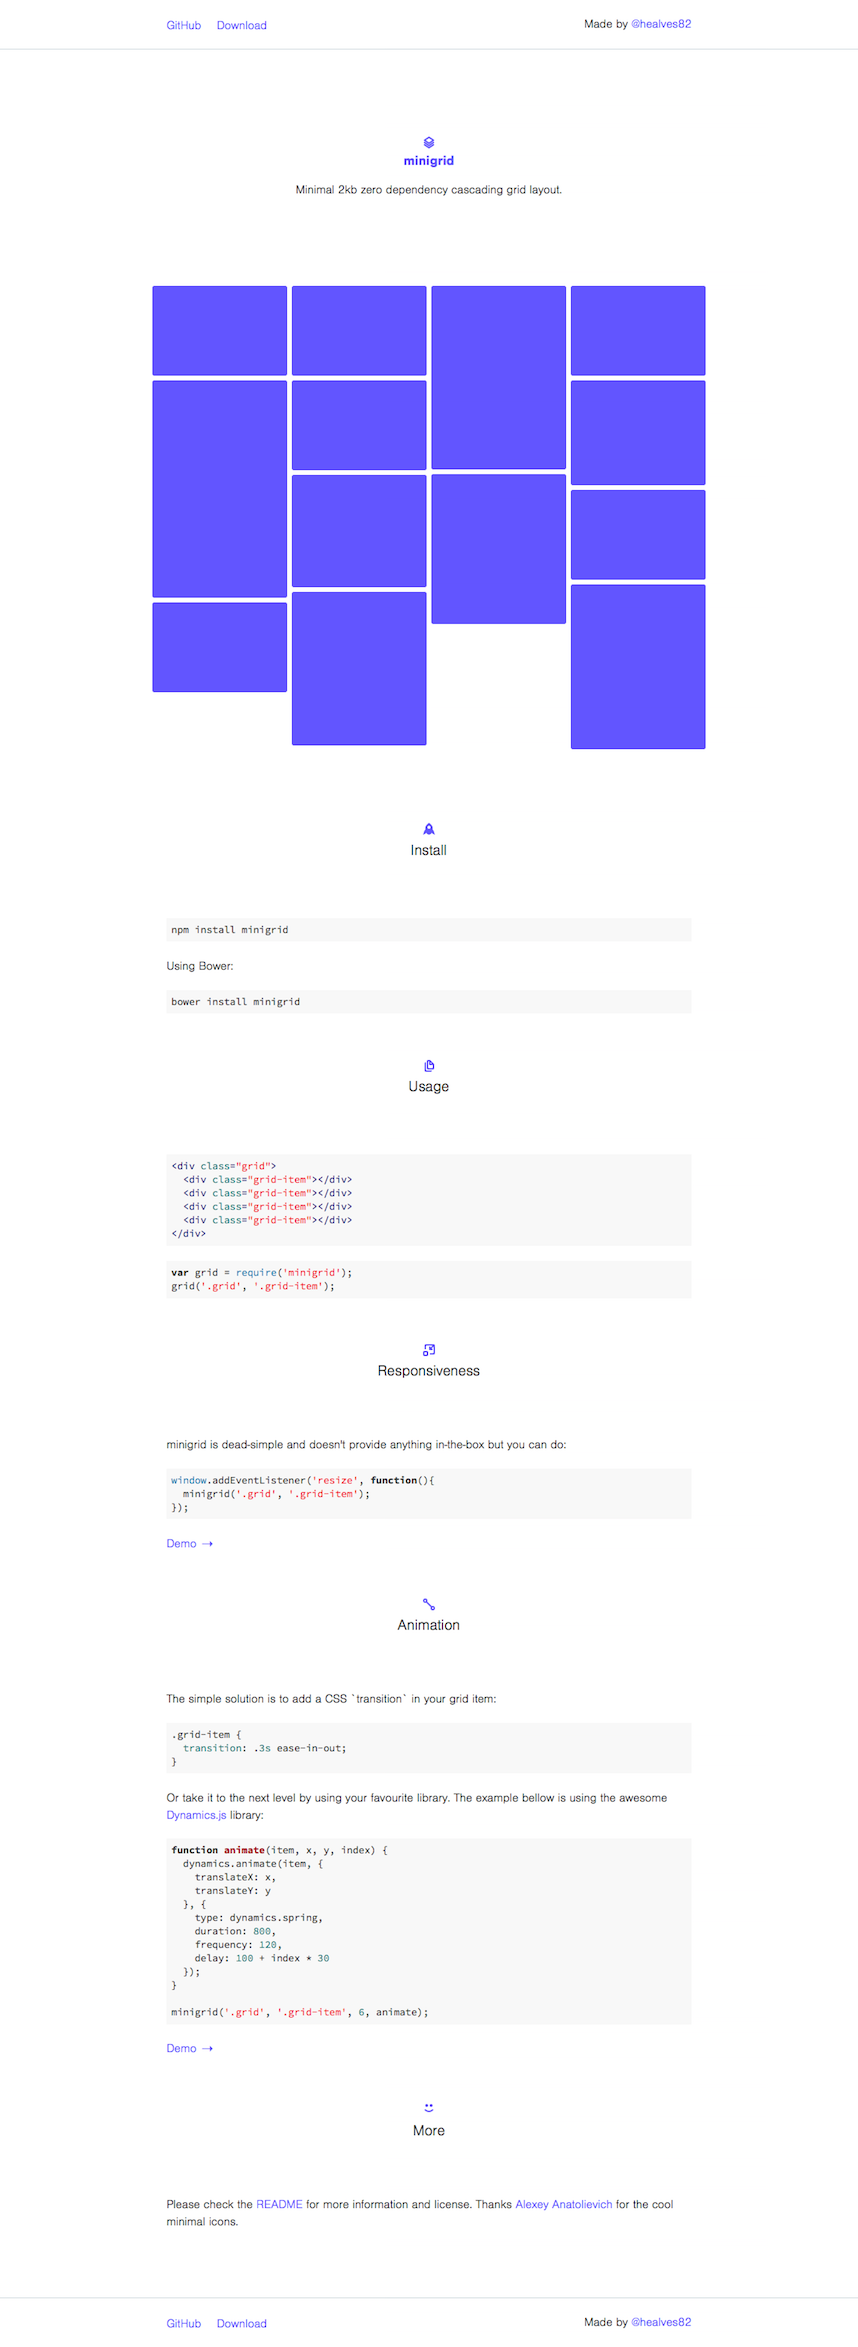 GitHub Download Made by @healves82
minigrid
Minimal 2kb zero dependency cascading grid layout.
Install
npm install minigrid
Using Bower:
bower install minigrid
Usage
<div class="grid">
  <div class="grid-item"></div>
  <div class="grid-item"></div>
  <div class="grid-item"></div>
  <div class="grid-item"></div>
</div>
var grid = require('minigrid');
grid('.grid', '.grid-item');
Responsiveness
minigrid is dead-simple and doesn't provide anything in-the-box but you can do:
window.addEventListener('resize', function(){
  minigrid('.grid', '.grid-item');
});
Demo →
Animation
The simple solution is to add a CSS `transition` in your grid item:
.grid-item {
  transition: .3s ease-in-out;
}
Or take it to the next level by using your favourite library. The example bellow is using the awesome
Dynamics.js library:
function animate(item, x, y, index) {
  dynamics.animate(item, {
    translateX: x,
    translateY: y
  }, {
    type: dynamics.spring,
    duration: 800,
    frequency: 120,
    delay: 100 + index * 30
  });
}
minigrid('.grid', '.grid-item', 6, animate);
Demo →
More
Please check the README for more information and license. Thanks Alexey Anatolievich for the cool
minimal icons.
GitHub Download Made by @healves82